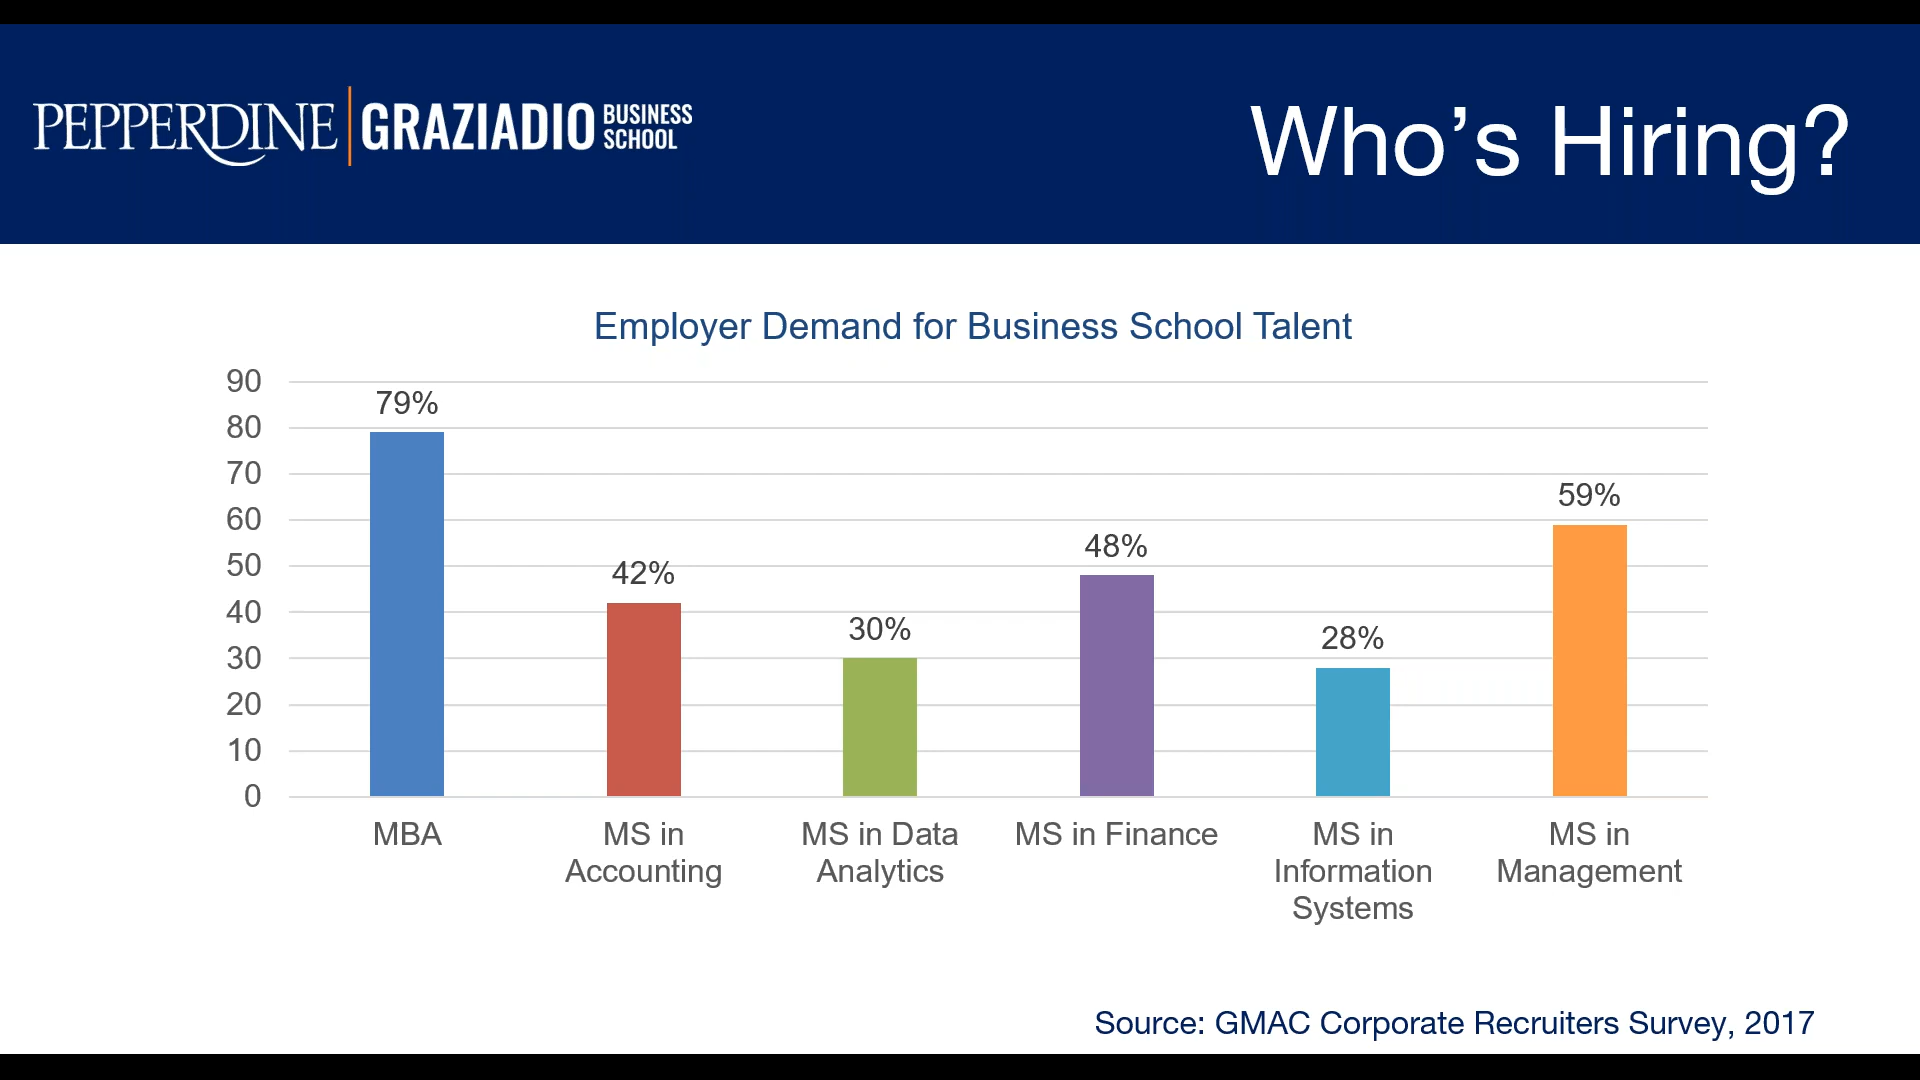 PEPPERDINE GRAZIADIO BUSINESS SCHOOL
Who's Hiring?
Employer Demand for Business School Talent
90
80
70
60
50
40
30
20
10
0
79%
42%
30%
48%
28%
59%
MBA
MS in
Accounting
MS in Data
Analytics
MS in Finance
MS in
Information
Systems
MS in
Management
Source: GMAC Corporate Recruiters Survey, 2017